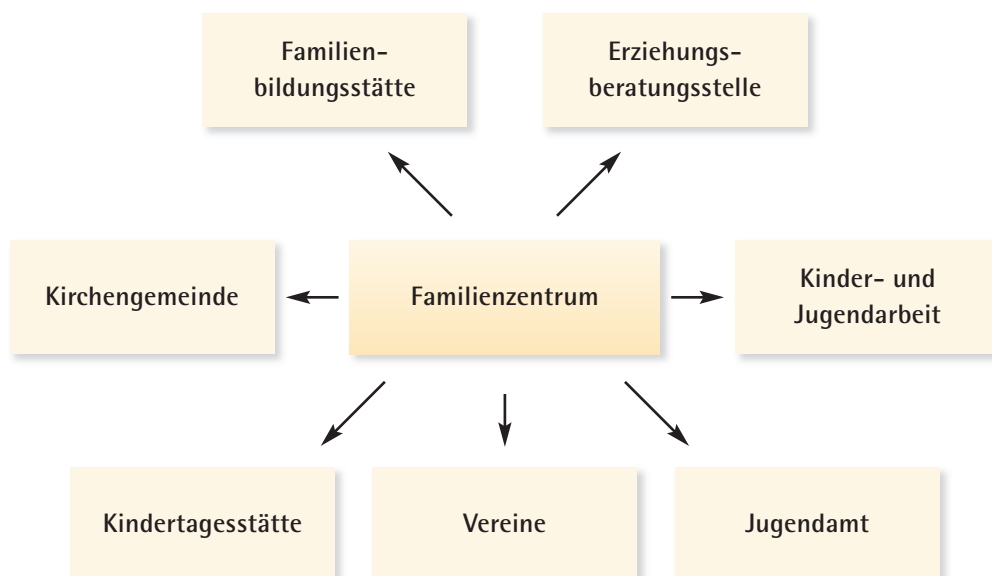 Familien-
bildungsstätte
Erziehungs-
beratungsstelle
Kirchengemeinde
Familienzentrum
Kinder- und
Jugendarbeit
Kindertagesstätte
Vereine
Jugendamt